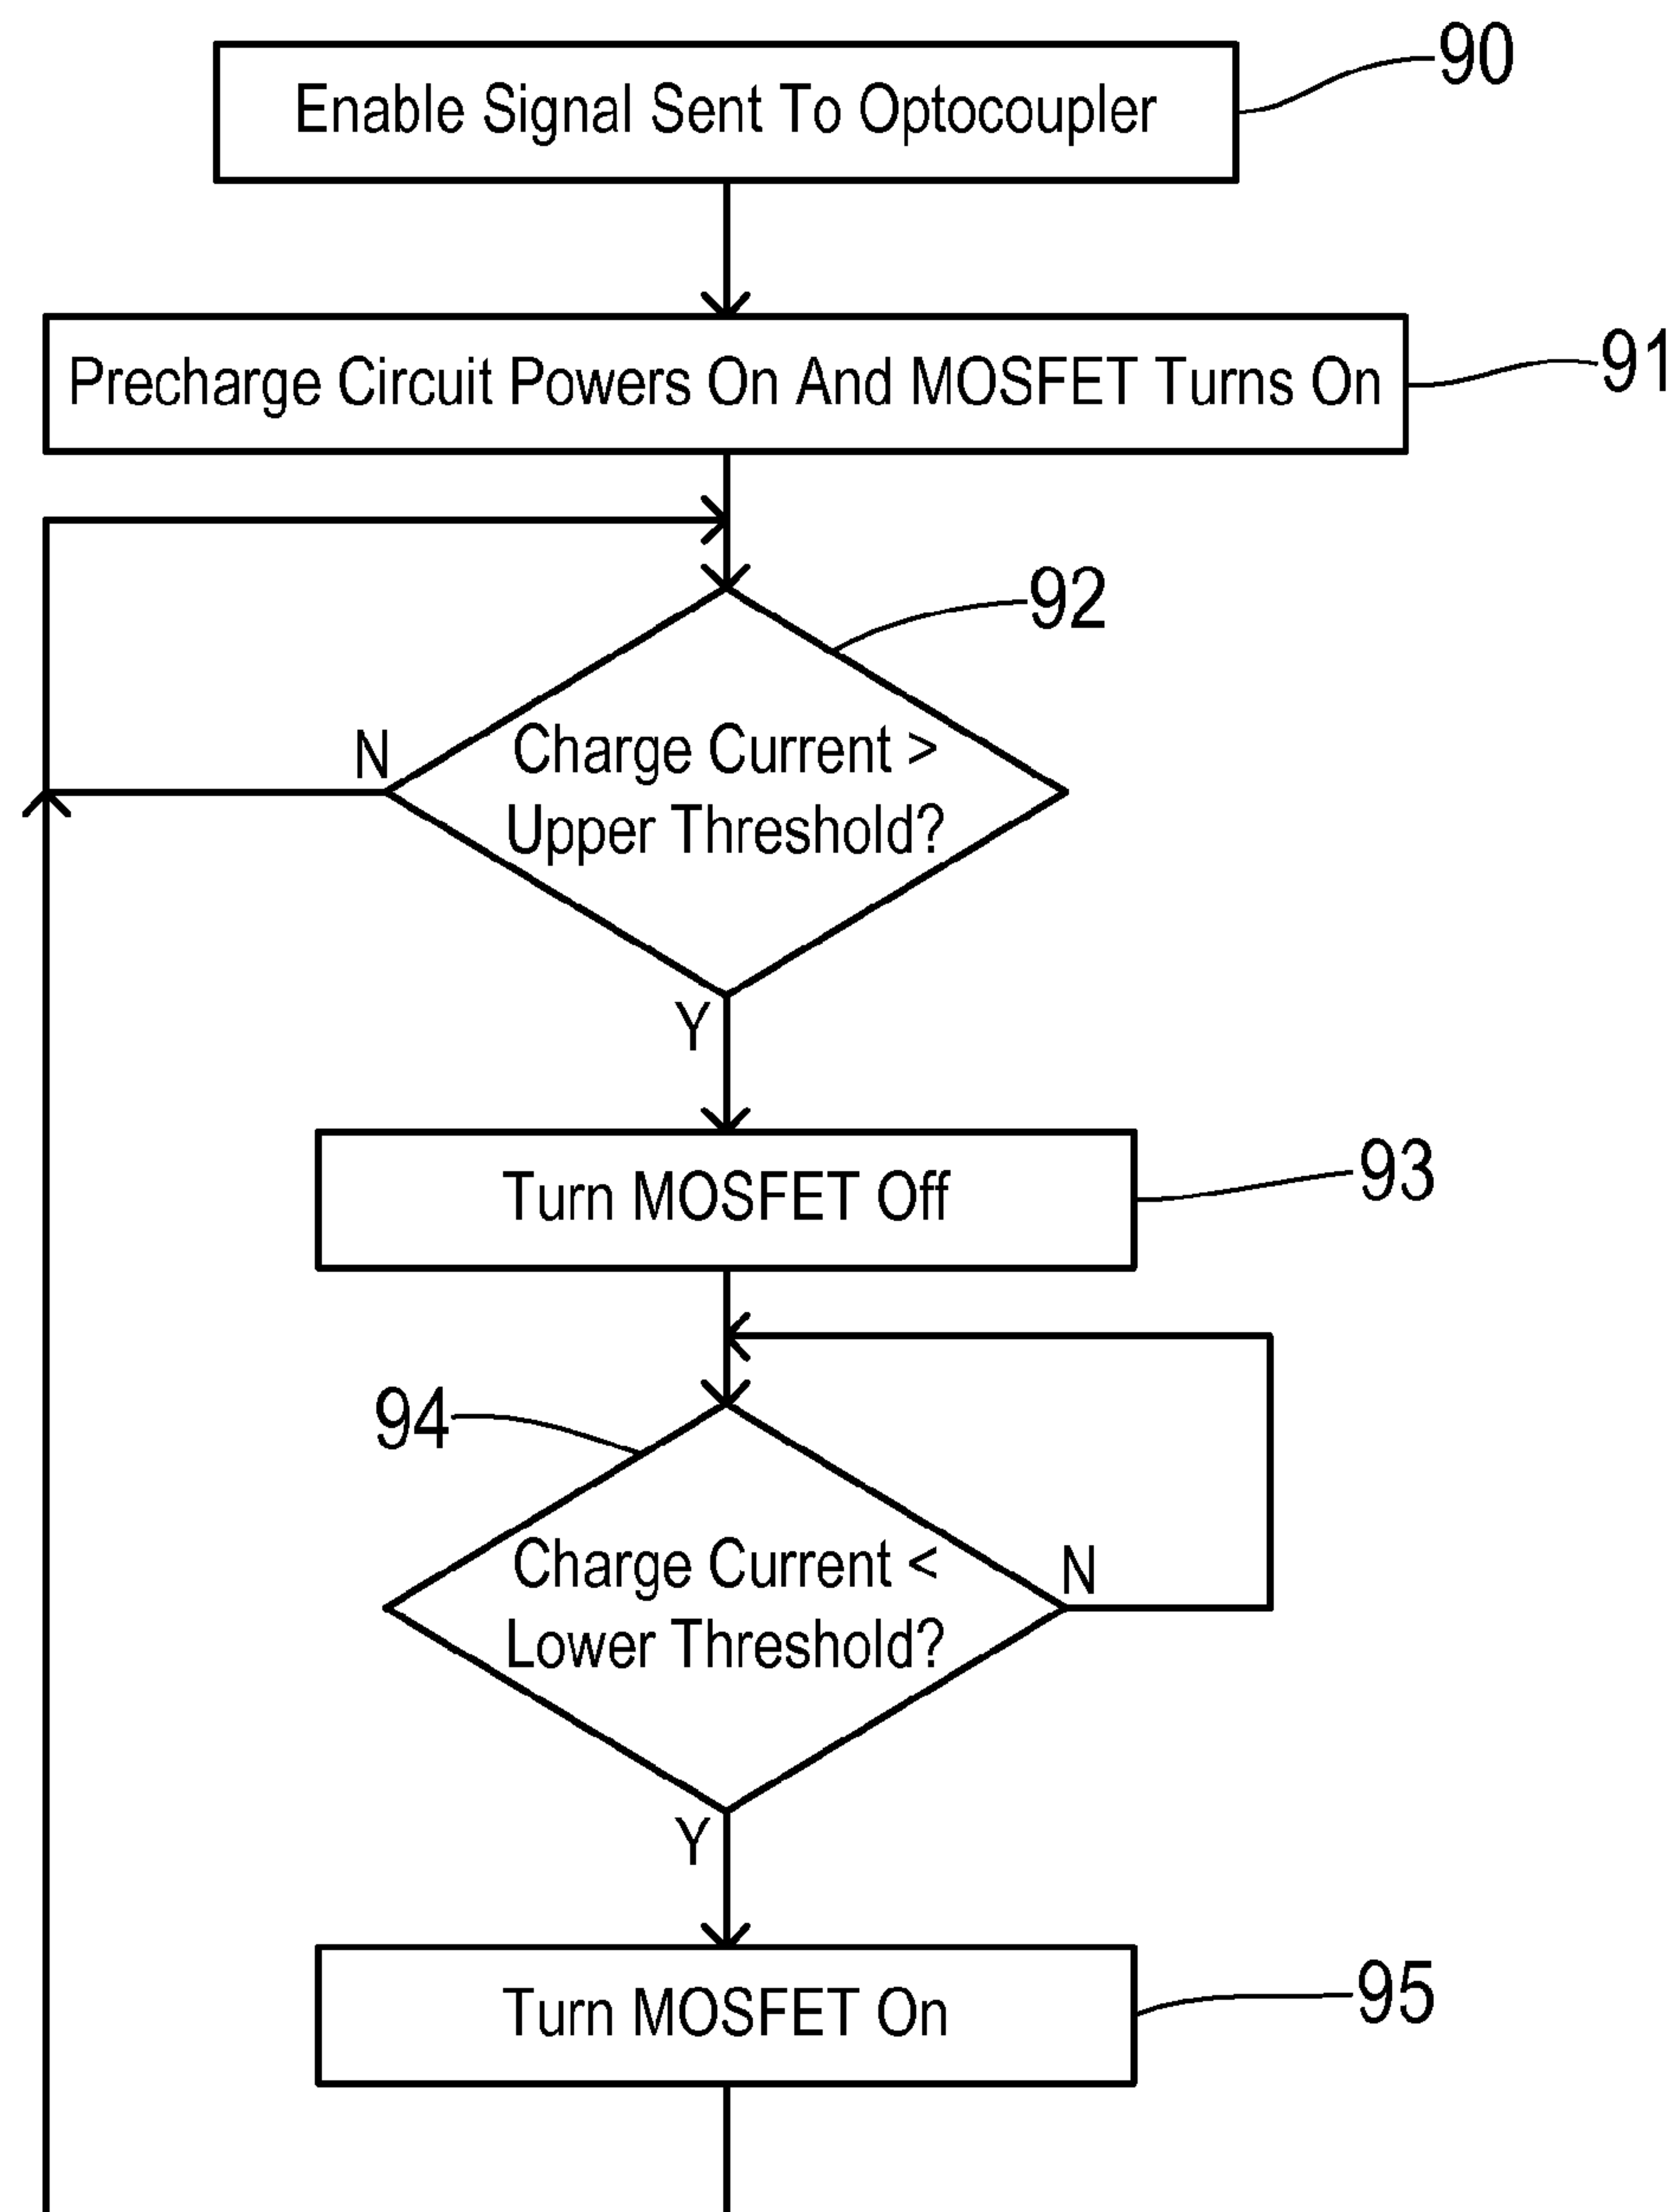 Enable Signal Sent To Optocoupler
90
Precharge Circuit Powers On And MOSFET Turns On
91
92
N
Charge Current >
Upper Threshold?
Y
Turn MOSFET Off
93
94
Charge Current <
Lower Threshold?
N
Y
Turn MOSFET On
95